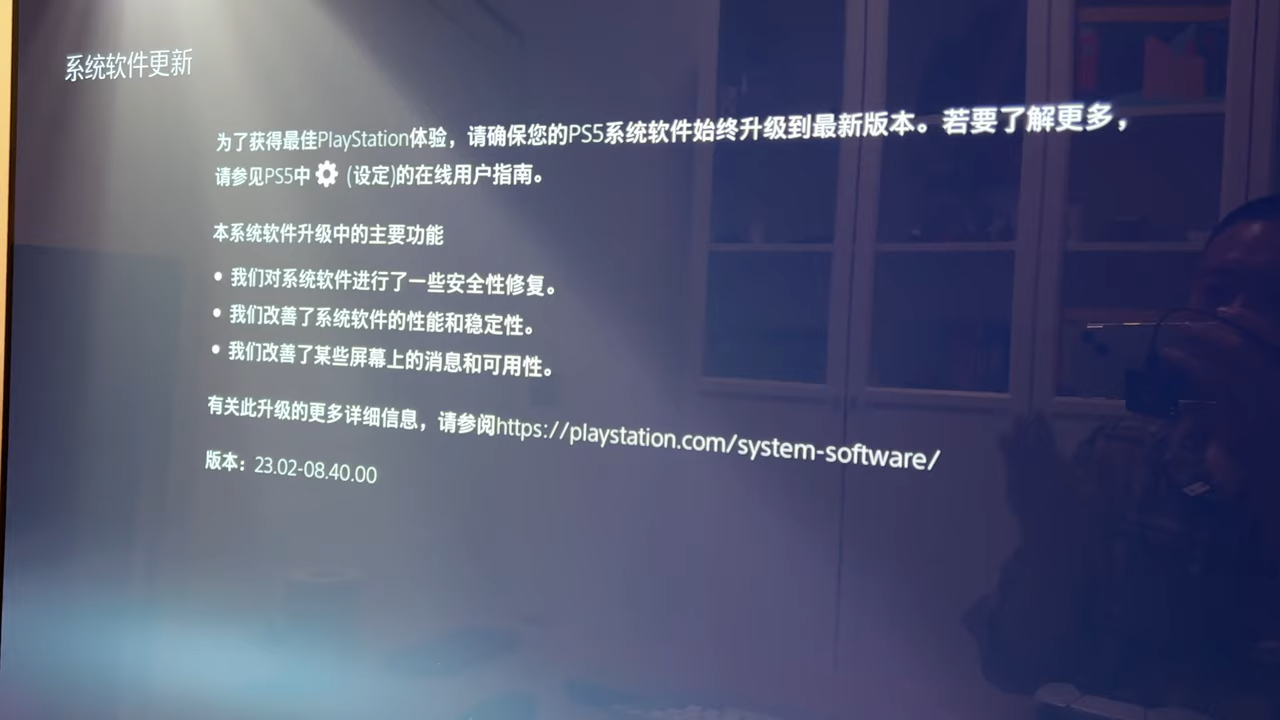 系统软件更新
为了获得最佳PlayStation体验，请确保您的PS5系统软件始终升级到最新版本。若要了解更多，
请参见PS5中 (设定)的在线用户指南。
本系统软件升级中的主要功能
• 我们对系统软件进行了一些安全性修复。
• 我们改善了系统软件的性能和稳定性。
• 我们改善了某些屏幕上的消息和可用性。
有关此升级的更多详细信息，请参阅https://playstation.com/system-software/
版本：23.02-08.40.00